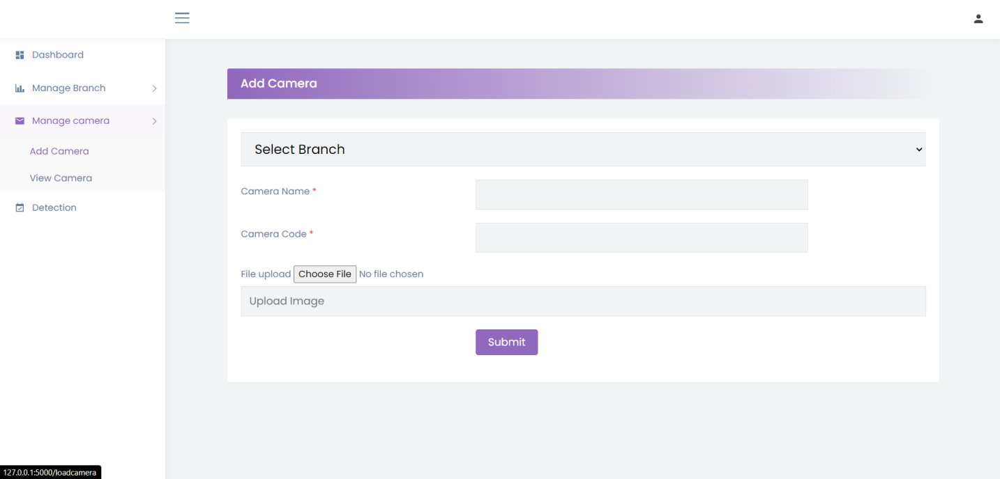 Dashboard
Manage Branch
Manage camera
Add Camera
View Camera
Detection
Add Camera
Select Branch
Camera Name *
Camera Code *
File upload Choose File No file chosen
Upload Image
Submit
127.0.0.1:5000/loadcamera